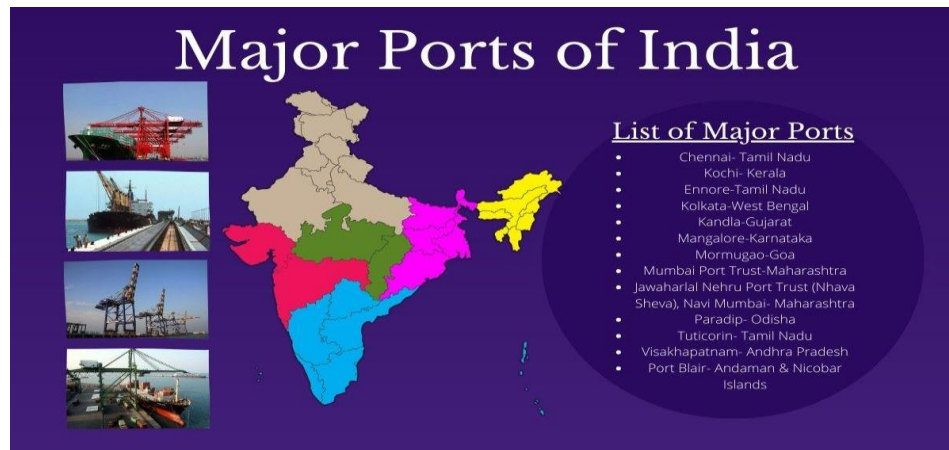 Major Ports of India
List of Major Ports
• Chennai- Tamil Nadu
• Kochi- Kerala
• Ennore-Tamil Nadu
• Kolkata-West Bengal
• Kandla-Gujarat
• Mangalore-Karnataka
• Mormugao-Goa
• Mumbai Port Trust-Maharashtra
• Jawaharlal Nehru Port Trust (Nhava
Sheva), Navi Mumbai- Maharashtra
• Paradip- Odisha
• Tuticorin- Tamil Nadu
• Visakhapatnam- Andhra Pradesh
• Port Blair- Andaman & Nicobar
Islands